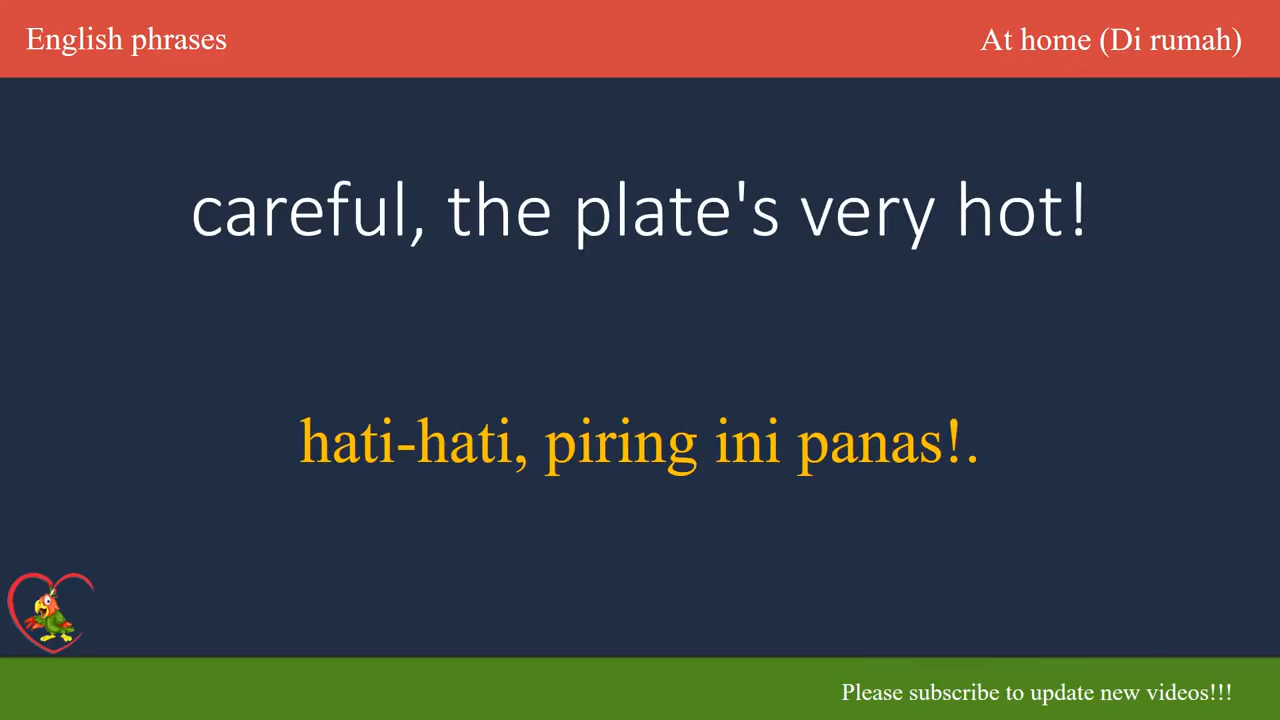 English phrases
At home (Di rumah)
careful, the plate's very hot!
hati-hati, piring ini panas!.
Please subscribe to update new videos!!!